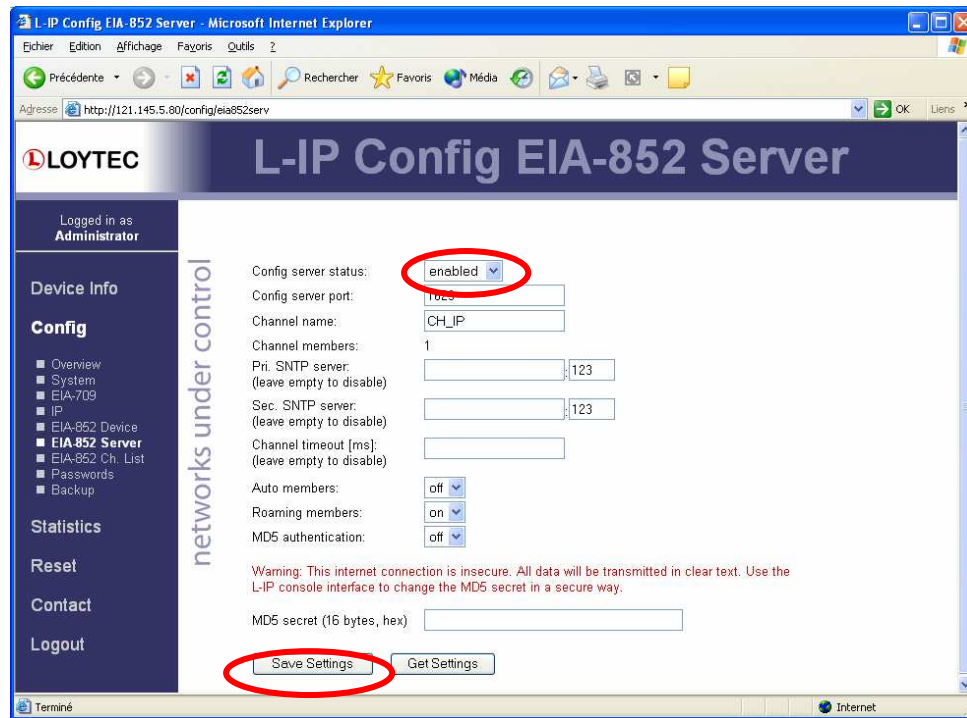 L-IP Config EIA-852 Server - Microsoft Internet Explorer
Fichier Edition Affichage Favoris Outils ?
Précédente Rechercher Favoris Média
Adresse http://121.145.5.80/config/eia852serv OK Liens
LOYTEC
L-IP Config EIA-852 Server
Logged in as
Administrator
networks under control
Device Info
Config
Overview
System
EIA-709
IP
EIA-852 Device
EIA-852 Server
EIA-852 Ch. List
Passwords
Backup
Statistics
Reset
Contact
Logout
Config server status: enabled
Config server port: 1629
Channel name: CH_IP
Channel members: 1
Pri. SNTP server: : 123
(leave empty to disable)
Sec. SNTP server: : 123
(leave empty to disable)
Channel timeout [ms]:
(leave empty to disable)
Auto members: off
Roaming members: on
MD5 authentication: off
Warning: This internet connection is insecure. All data will be transmitted in clear text. Use the
L-IP console interface to change the MD5 secret in a secure way.
MD5 secret (16 bytes, hex)
Save Settings Get Settings
Terminé Internet